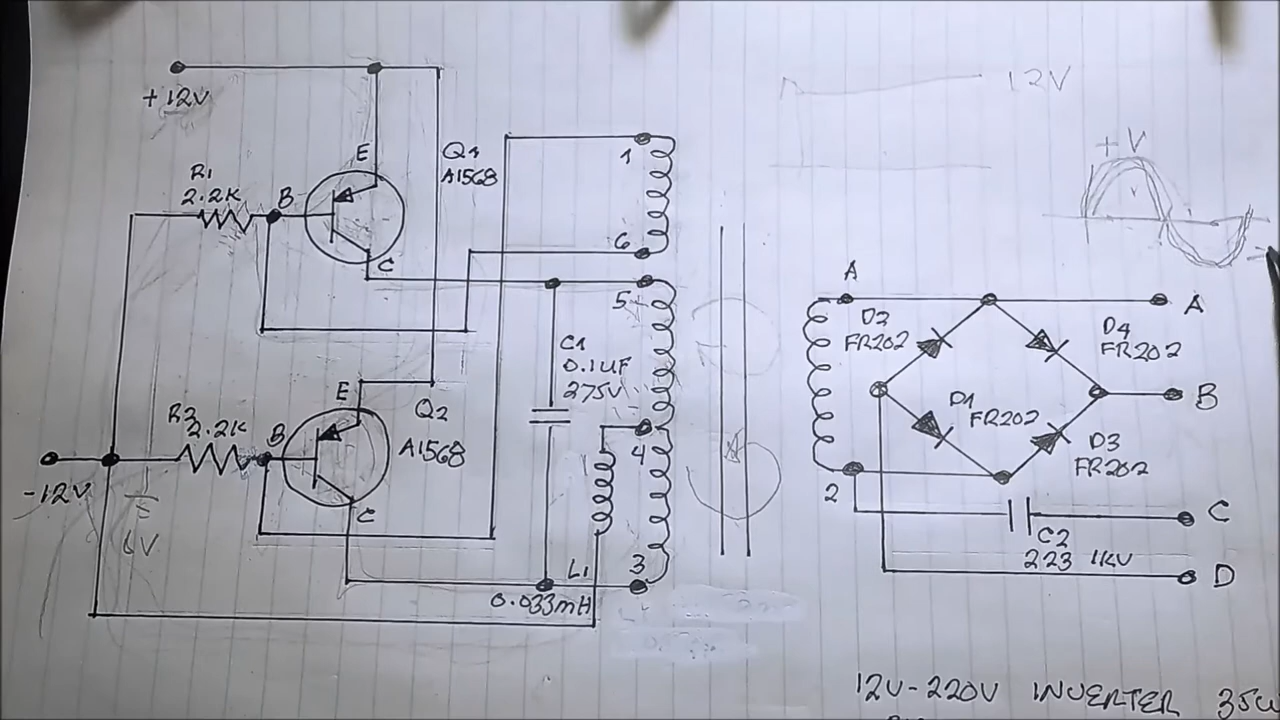 +12V
12V
+ V
v
R1
2.2K
B
E
C
Q1
A1568
1
6
5
4
3
C1
0.1UF
275V
E
Q2
A1568
R2
2.2K
B
C
-12V
6V
L1
0.033mH
A
2
D2
FR202
D4
FR202
D1
FR202
D3
FR202
A
B
C
D
C2
223 1KV
12V-220V INVERTER 35W